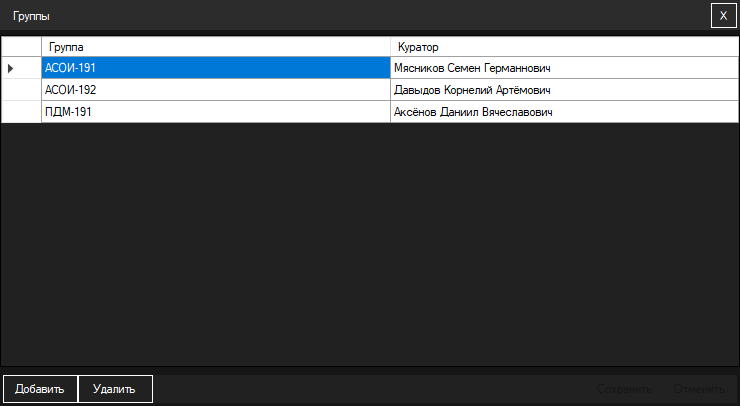 Группы X
Группа Куратор
АСОИ-191 Мясников Семен Германнович
АСОИ-192 Давыдов Корнелий Артёмович
ПДМ-191 Аксёнов Даниил Вячеславович
Добавить Удалить Сохранить Отменить